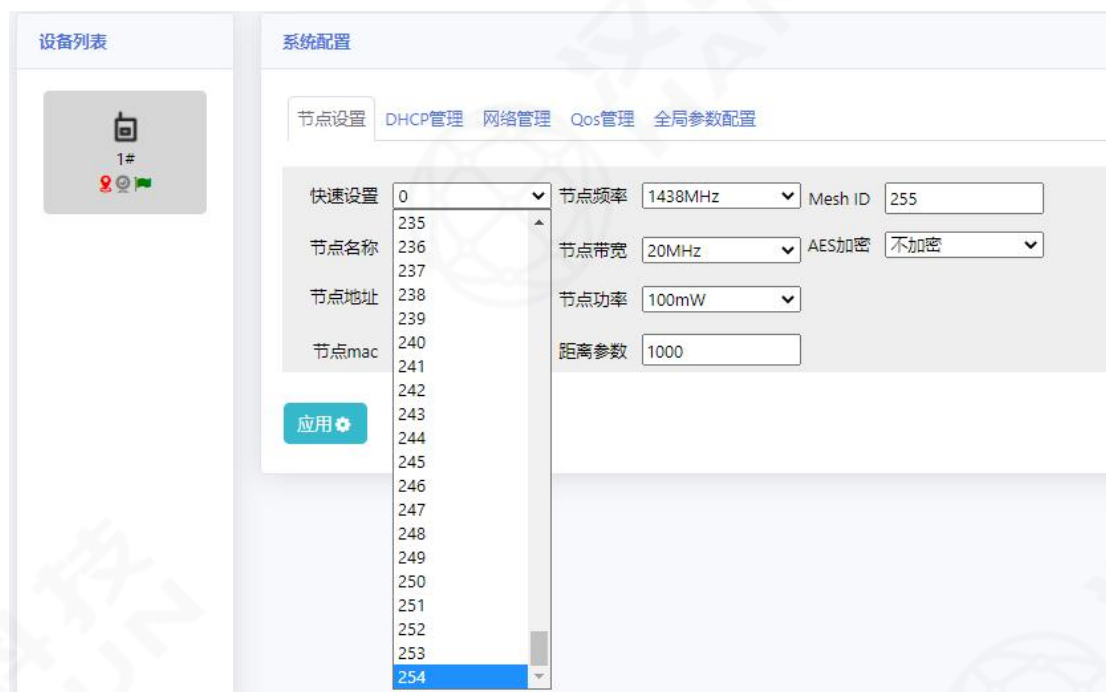 设备列表
1#
系统配置
节点设置 DHCP管理 网络管理 Qos管理 全局参数配置
快速设置 0 节点频率 1438MHz Mesh ID 255
节点名称 节点带宽 20MHz AES加密 不加密
节点地址 节点功率 100mW
节点mac 距离参数 1000
235
236
237
238
239
240
241
242
243
244
245
246
247
248
249
250
251
252
253
254
应用